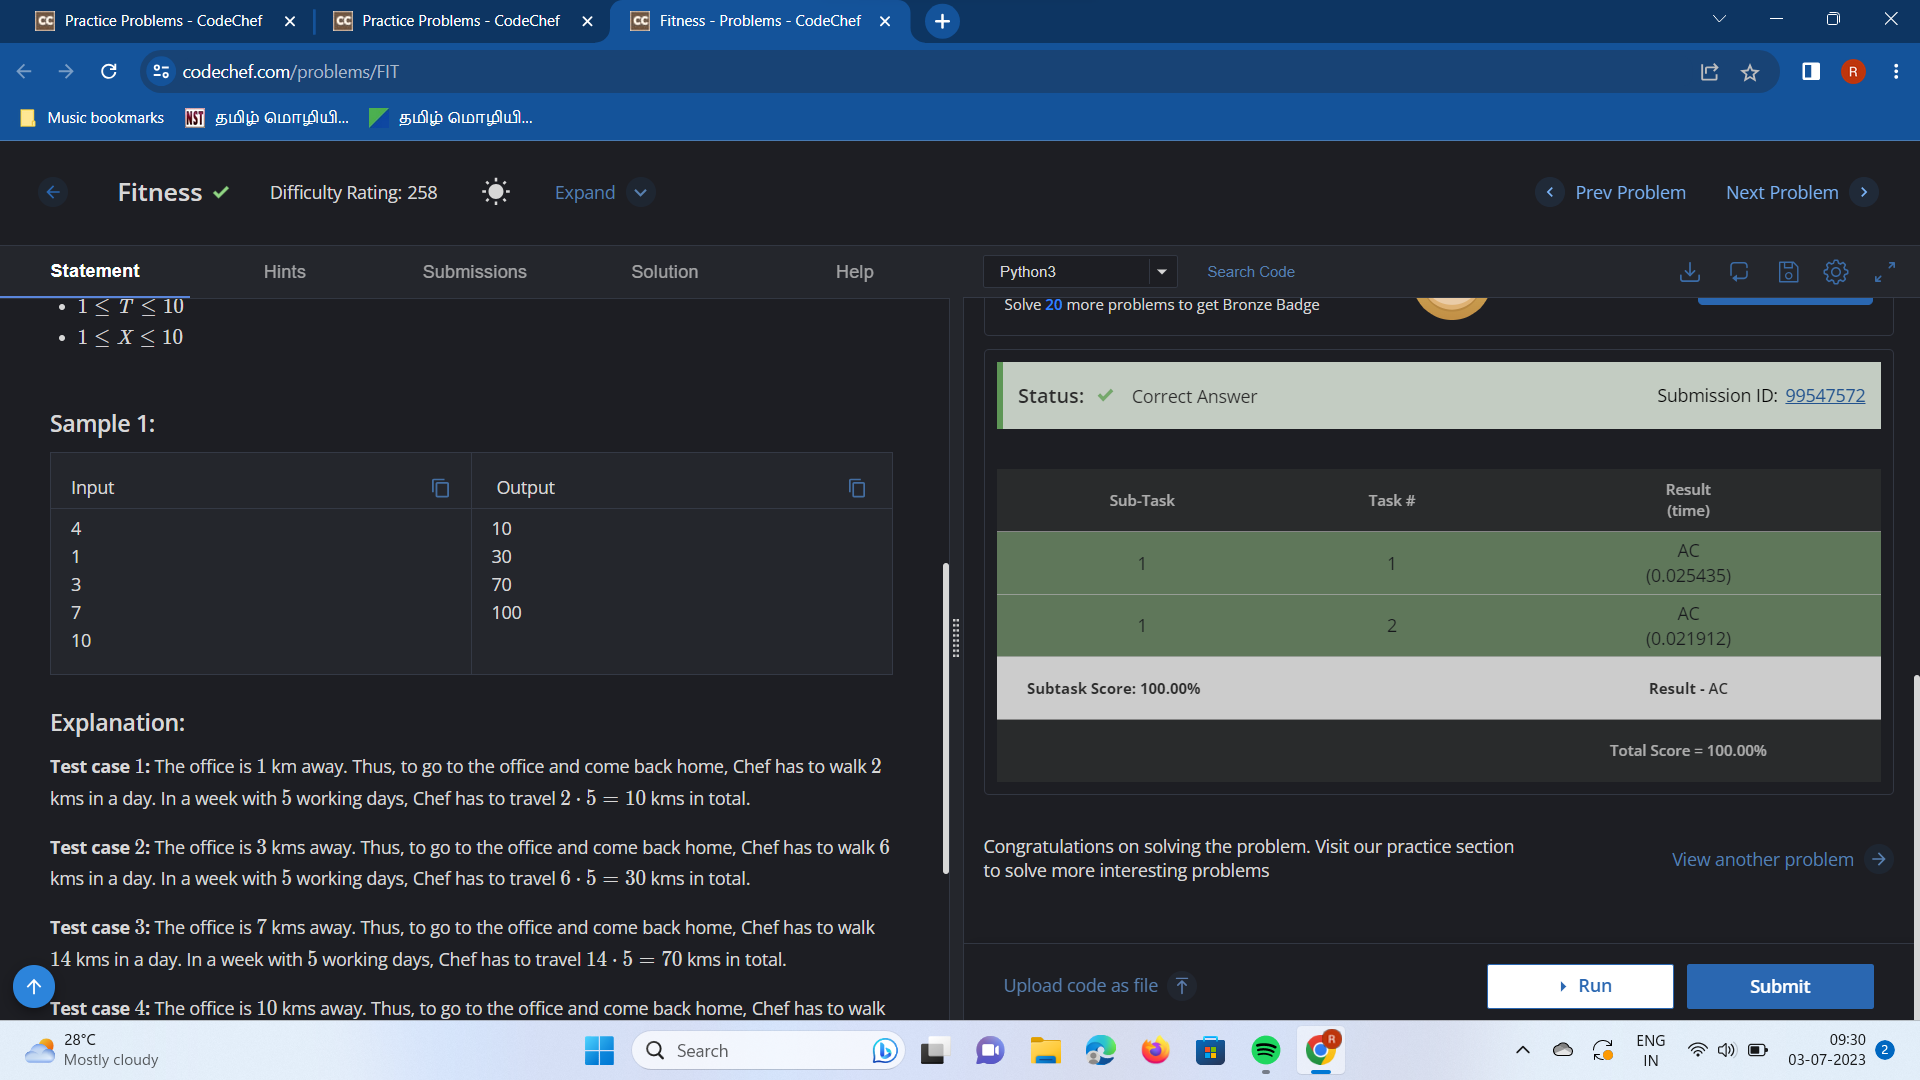 Practice Problems - CodeChef
Practice Problems - CodeChef
Fitness - Problems - CodeChef
codechef.com/problems/FIT
R
Music bookmarks
NST தமிழ் மொழியி...
தமிழ் மொழியி...
Fitness
Difficulty Rating: 258
Expand
Prev Problem
Next Problem
Statement
Hints
Submissions
Solution
Help
• 1 ≤ T ≤ 10
• 1 ≤ X ≤ 10
Sample 1:
Input
Output
4
1
3
7
10
10
30
70
100
Explanation:
Test case 1: The office is 1 km away. Thus, to go to the office and come back home, Chef has to walk 2
kms in a day. In a week with 5 working days, Chef has to travel 2 · 5 = 10 kms in total.
Test case 2: The office is 3 kms away. Thus, to go to the office and come back home, Chef has to walk 6
kms in a day. In a week with 5 working days, Chef has to travel 6 · 5 = 30 kms in total.
Test case 3: The office is 7 kms away. Thus, to go to the office and come back home, Chef has to walk
14 kms in a day. In a week with 5 working days, Chef has to travel 14 · 5 = 70 kms in total.
Test case 4: The office is 10 kms away. Thus, to go to the office and come back home, Chef has to walk
Python3
Search Code
Solve 20 more problems to get Bronze Badge
Status: Correct Answer
Submission ID: 99547572
Sub-Task
Task #
Result
(time)
1
1
AC
(0.025435)
1
2
AC
(0.021912)
Subtask Score: 100.00%
Result - AC
Total Score = 100.00%
Congratulations on solving the problem. Visit our practice section
to solve more interesting problems
View another problem
Upload code as file
Run
Submit
28°C
Mostly cloudy
Search
R
ENG
IN
09:30
03-07-2023
2